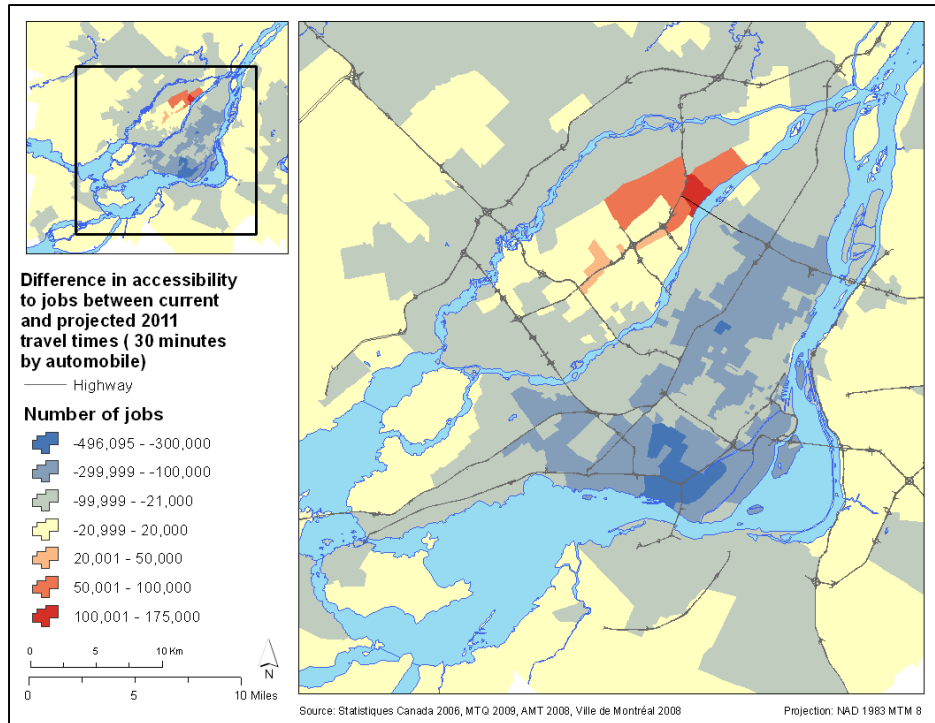 Difference in accessibility
to jobs between current
and projected 2011
travel times ( 30 minutes
by automobile)
Highway
Number of jobs
-496,095 - -300,000
-299,999 - -100,000
-99,999 - -21,000
-20,999 - 20,000
20,001 - 50,000
50,001 - 100,000
100,001 - 175,000
0 5 10 Km
N
0 5 10 Miles
Source: Statistiques Canada 2006, MTQ 2009, AMT 2008, Ville de Montréal 2008
Projection: NAD 1983 MTM 8